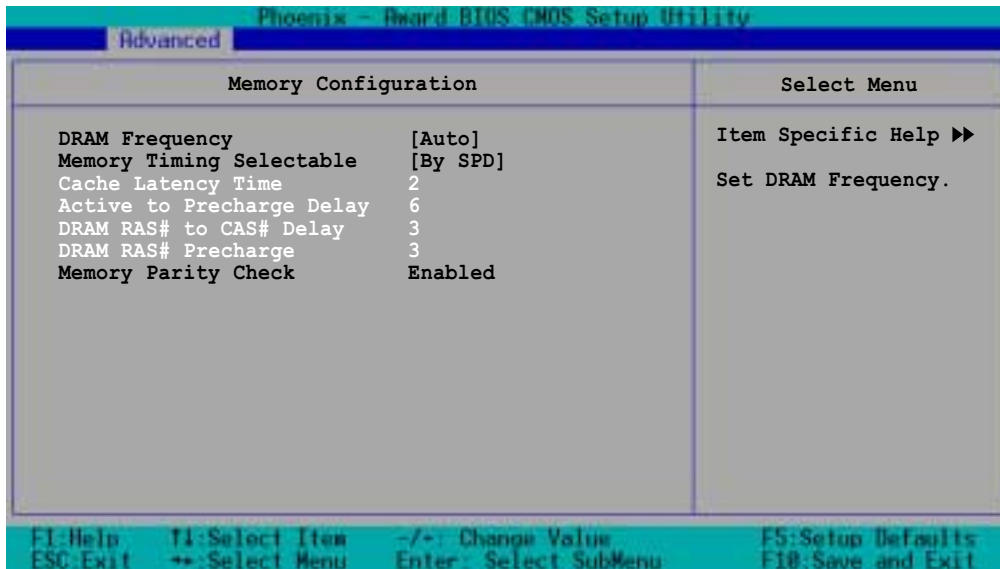 Phoenix - Award BIOS CMOS Setup Utility
Advanced
Memory Configuration
Select Menu
DRAM Frequency [Auto]
Memory Timing Selectable [By SPD]
Cache Latency Time 2
Active to Precharge Delay 6
DRAM RAS# to CAS# Delay 3
DRAM RAS# Precharge 3
Memory Parity Check Enabled
Item Specific Help ▶▶
Set DRAM Frequency.
F1:Help ↑↓:Select Item -/+: Change Value F5:Setup Defaults
ESC:Exit ↔:Select Menu Enter: Select SubMenu F10:Save and Exit